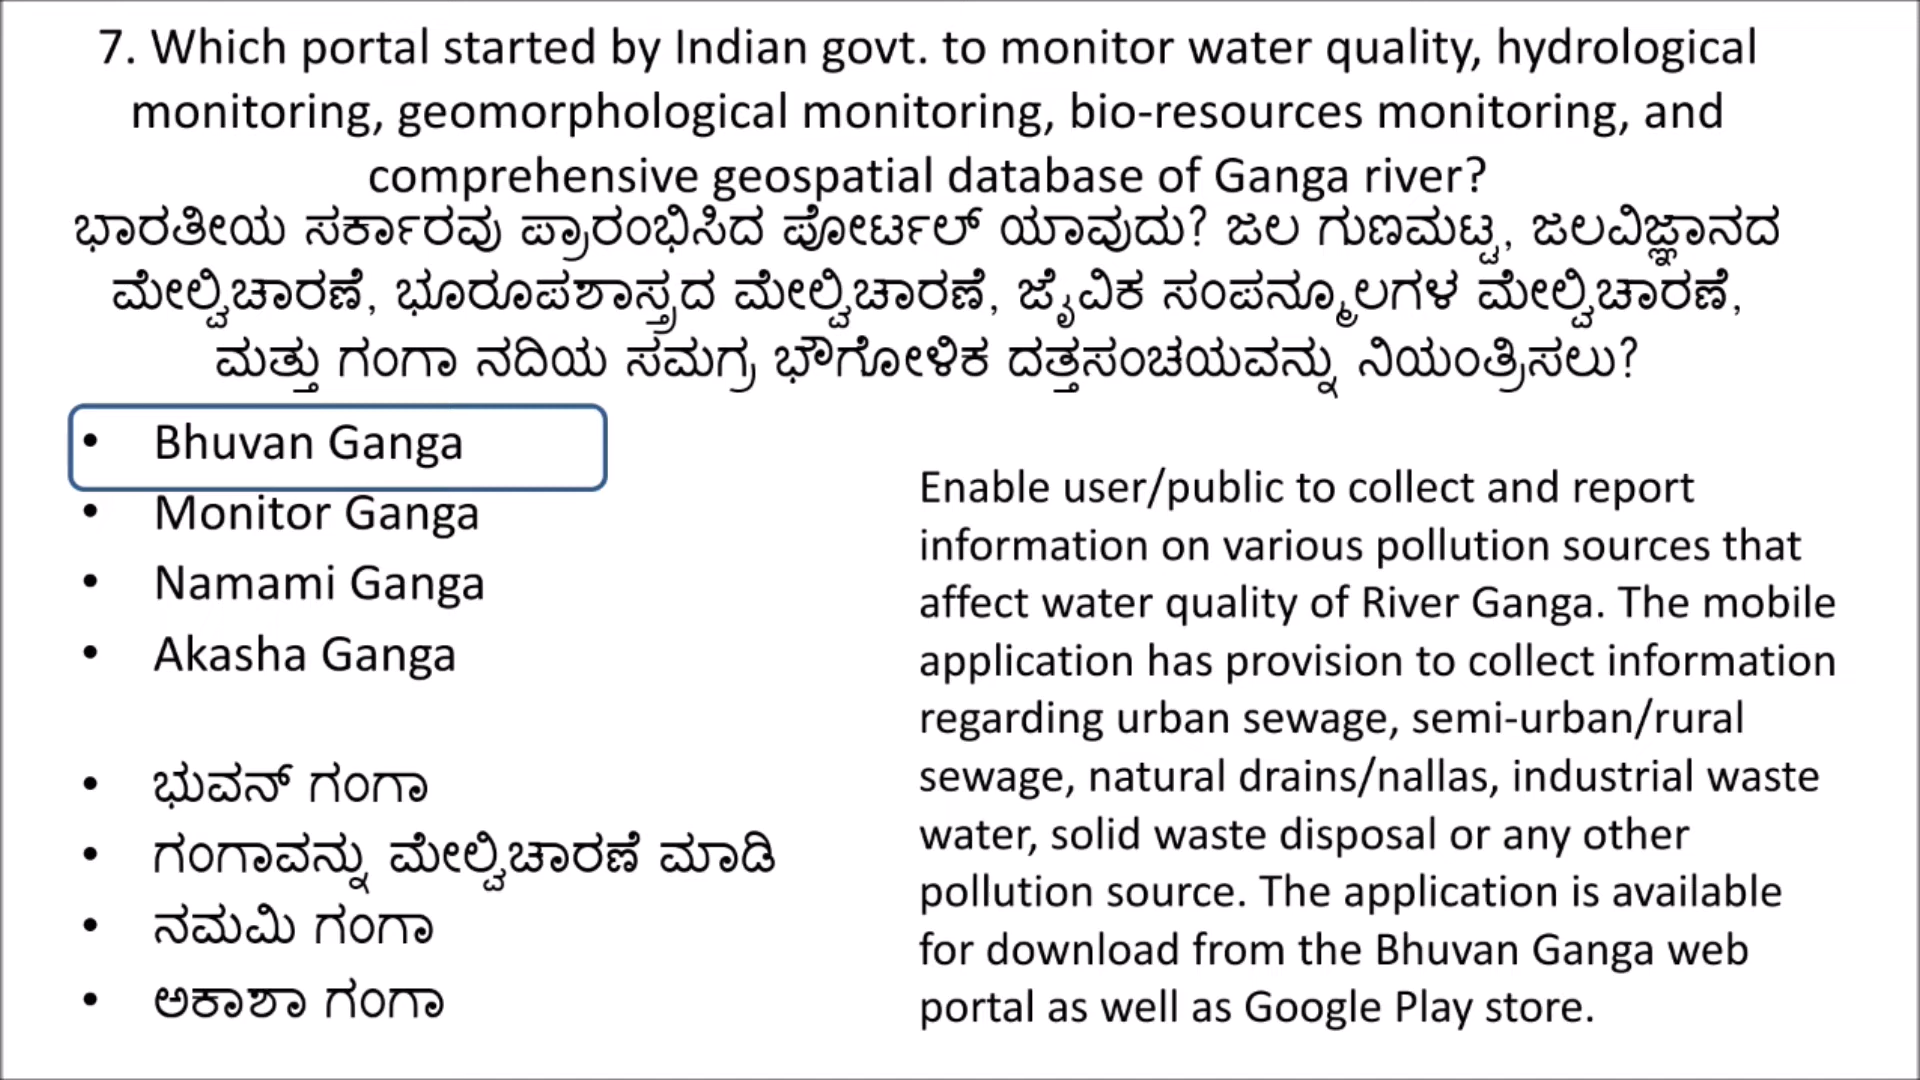 7. Which portal started by Indian govt. to monitor water quality, hydrological
monitoring, geomorphological monitoring, bio-resources monitoring, and
comprehensive geospatial database of Ganga river?
ಭಾರತೀಯ ಸರ್ಕಾರವು ಪ್ರಾರಂಭಿಸಿದ ಪೋರ್ಟಲ್ ಯಾವುದು? ಜಲ ಗುಣಮಟ್ಟ, ಜಲವಿಜ್ಞಾನದ
ಮೇಲ್ವಿಚಾರಣೆ, ಭೂರೂಪಶಾಸ್ತ್ರದ ಮೇಲ್ವಿಚಾರಣೆ, ಜೈವಿಕ ಸಂಪನ್ಮೂಲಗಳ ಮೇಲ್ವಿಚಾರಣೆ,
ಮತ್ತು ಗಂಗಾ ನದಿಯ ಸಮಗ್ರ ಭೌಗೋಳಿಕ ದತ್ತಸಂಚಯವನ್ನು ನಿಯಂತ್ರಿಸಲು?
• Bhuvan Ganga
• Monitor Ganga
• Namami Ganga
• Akasha Ganga
• ಭುವನ್ ಗಂಗಾ
• ಗಂಗಾವನ್ನು ಮೇಲ್ವಿಚಾರಣೆ ಮಾಡಿ
• ನಮಮಿ ಗಂಗಾ
• ಅಕಾಶಾ ಗಂಗಾ
Enable user/public to collect and report
information on various pollution sources that
affect water quality of River Ganga. The mobile
application has provision to collect information
regarding urban sewage, semi-urban/rural
sewage, natural drains/nallas, industrial waste
water, solid waste disposal or any other
pollution source. The application is available
for download from the Bhuvan Ganga web
portal as well as Google Play store.